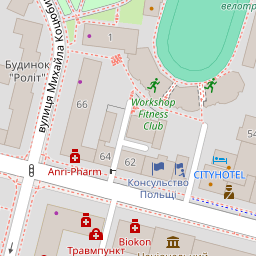 велотр
1
Будинок
"Роліт"
вулиця Михайла Коцюби
66
Workshop
Fitness
Club
64
62
Anri-Pharm
CITYHOTEL
Консульство
Польщі
Biokon
Травмпункт
Національний